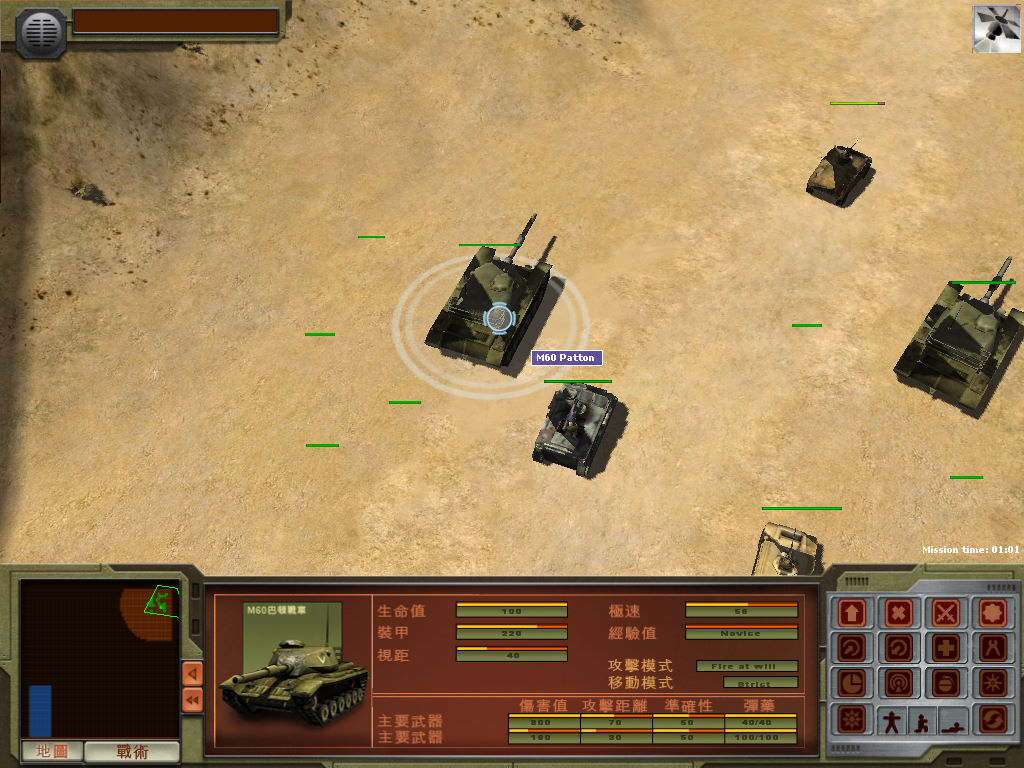 M60 Patton
Mission time: 01:01
M60巴頓戰車
生命值 100
裝甲 220
視距 40
極速 50
經驗值 Novice
攻擊模式 Fire at will
移動模式 Strict
傷害值 攻擊距離 準確性 彈藥
主要武器 800 70 50 40/40
主要武器 160 30 50 100/100
地圖 戰術